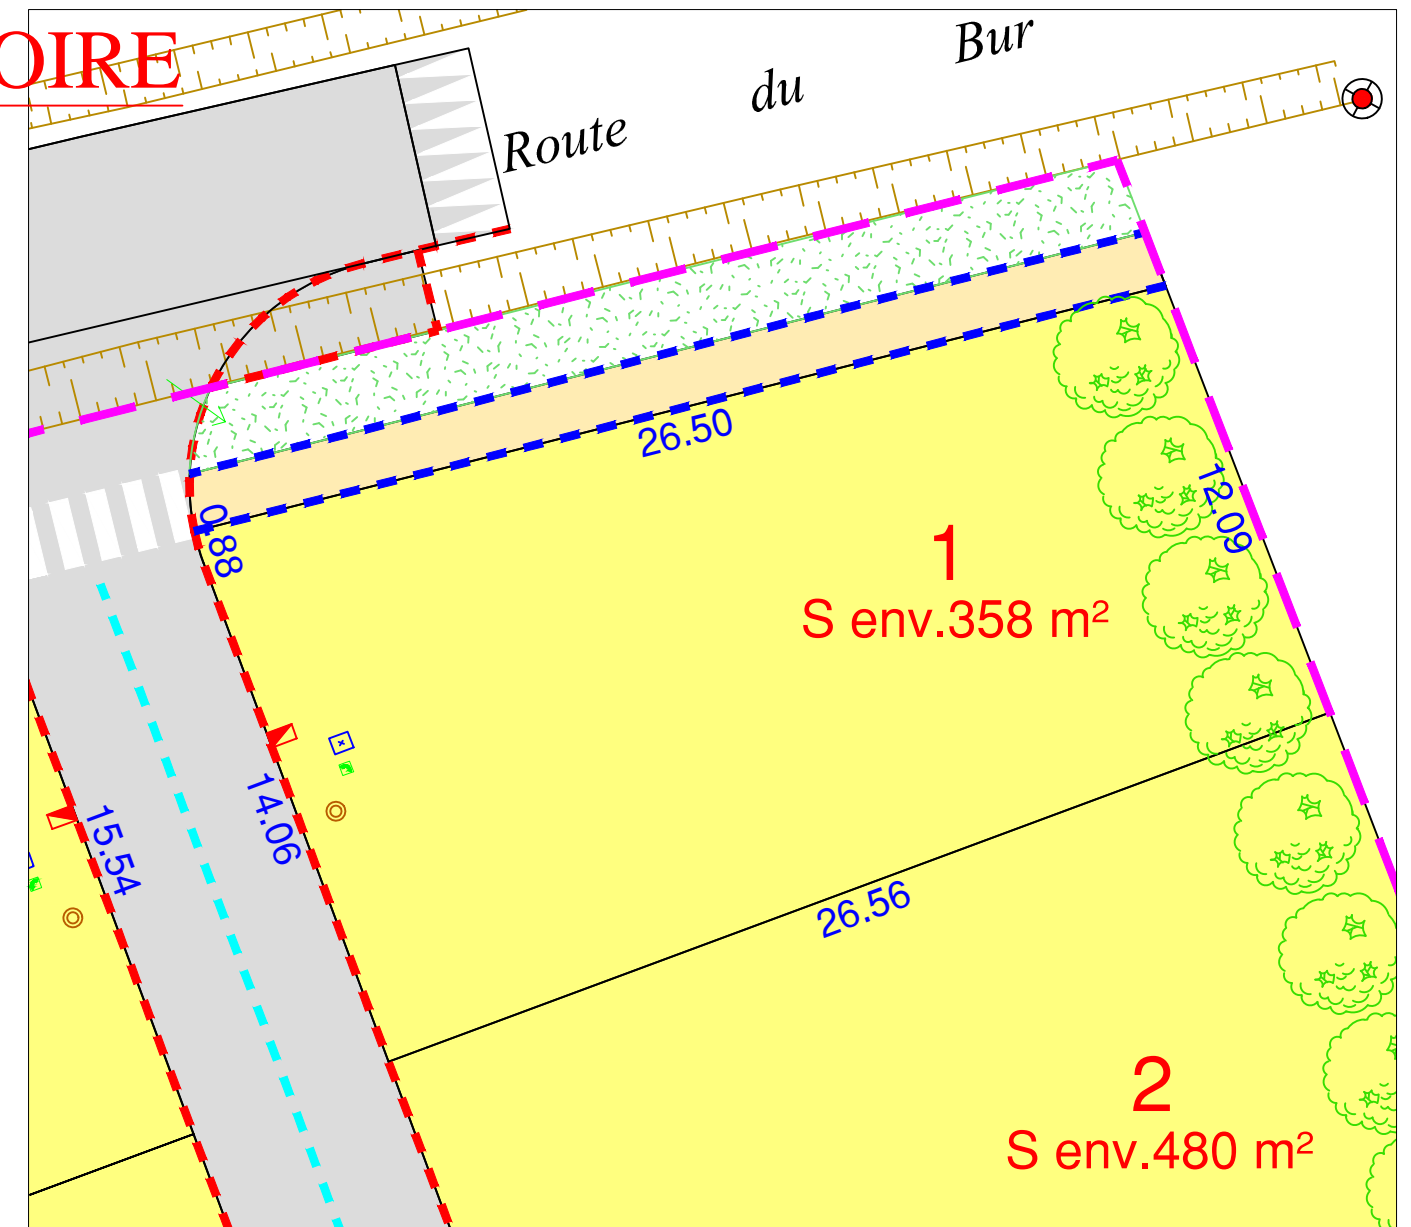 OIRE
Route du Bur
26.50
12.09
0.88
1
S env.358 m²
14.06
15.54
26.56
2
S env.480 m²